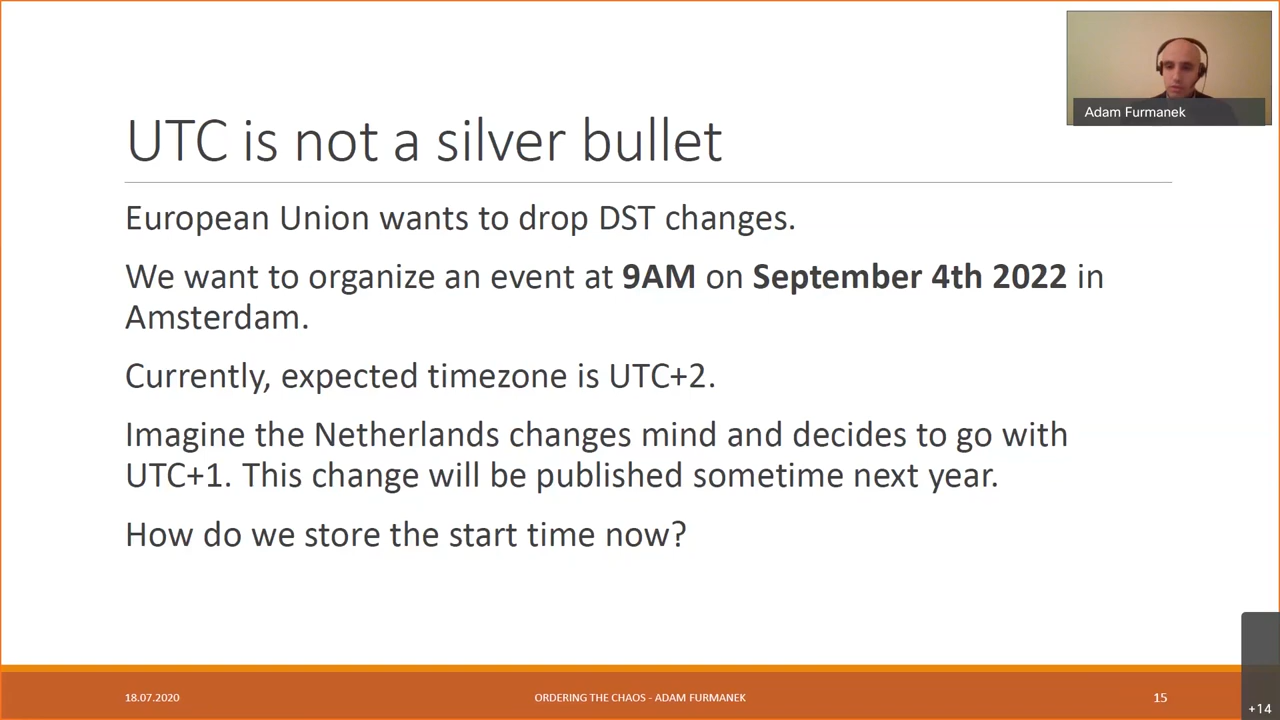 Adam Furmanek
UTC is not a silver bullet
European Union wants to drop DST changes.
We want to organize an event at 9AM on September 4th 2022 in
Amsterdam.
Currently, expected timezone is UTC+2.
Imagine the Netherlands changes mind and decides to go with
UTC+1. This change will be published sometime next year.
How do we store the start time now?
18.07.2020
ORDERING THE CHAOS - ADAM FURMANEK
15
+14